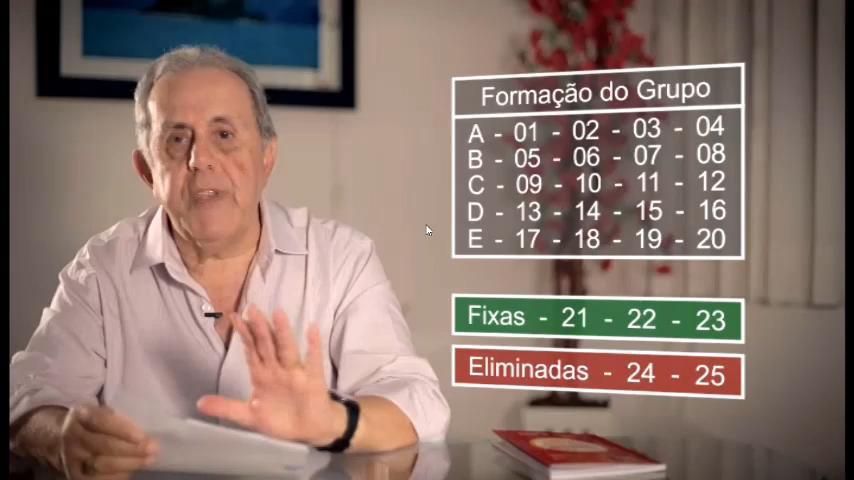 Formação do Grupo
A - 01 - 02 - 03 - 04
B - 05 - 06 - 07 - 08
C - 09 - 10 - 11 - 12
D - 13 - 14 - 15 - 16
E - 17 - 18 - 19 - 20
Fixas - 21 - 22 - 23
Eliminadas - 24 - 25